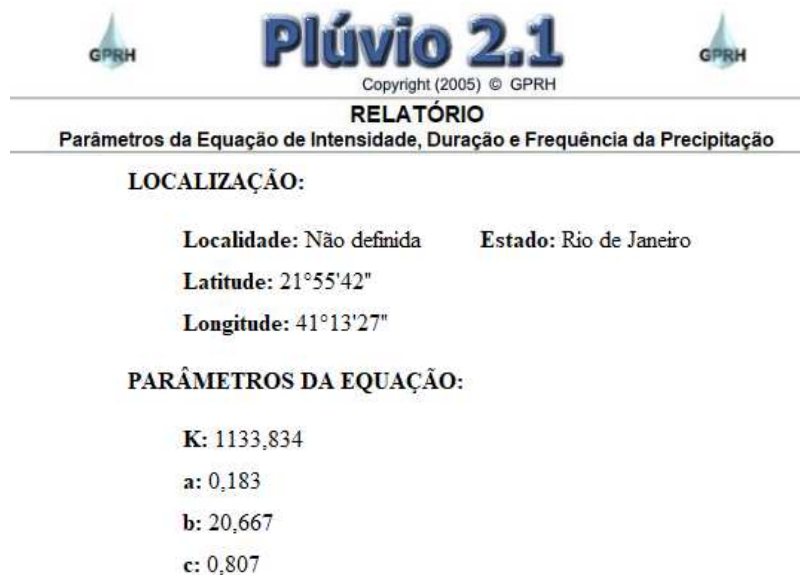 GPRH
Plúvio 2.1
GPRH
Copyright (2005) © GPRH
RELATÓRIO
Parâmetros da Equação de Intensidade, Duração e Frequência da Precipitação
LOCALIZAÇÃO:
Localidade: Não definida Estado: Rio de Janeiro
Latitude: 21°55'42"
Longitude: 41°13'27"
PARÂMETROS DA EQUAÇÃO:
K: 1133,834
a: 0,183
b: 20,667
c: 0,807